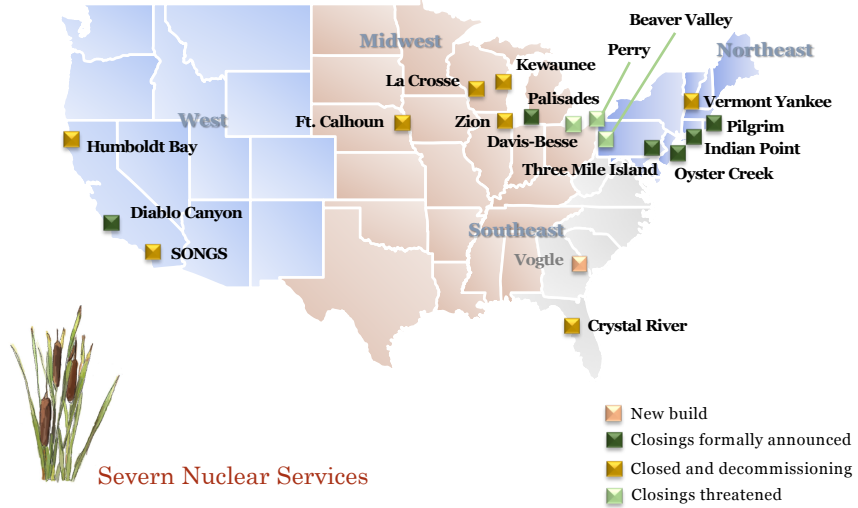 Beaver Valley
Perry
Midwest
Northeast
Kewaunee
La Crosse
Palisades
Vermont Yankee
West
Ft. Calhoun
Zion
Pilgrim
Davis-Besse
Humboldt Bay
Indian Point
Three Mile Island
Oyster Creek
Diablo Canyon
Southeast
SONGS
Vogtle
Crystal River
New build
Closings formally announced
Closed and decommissioning
Severn Nuclear Services
Closings threatened